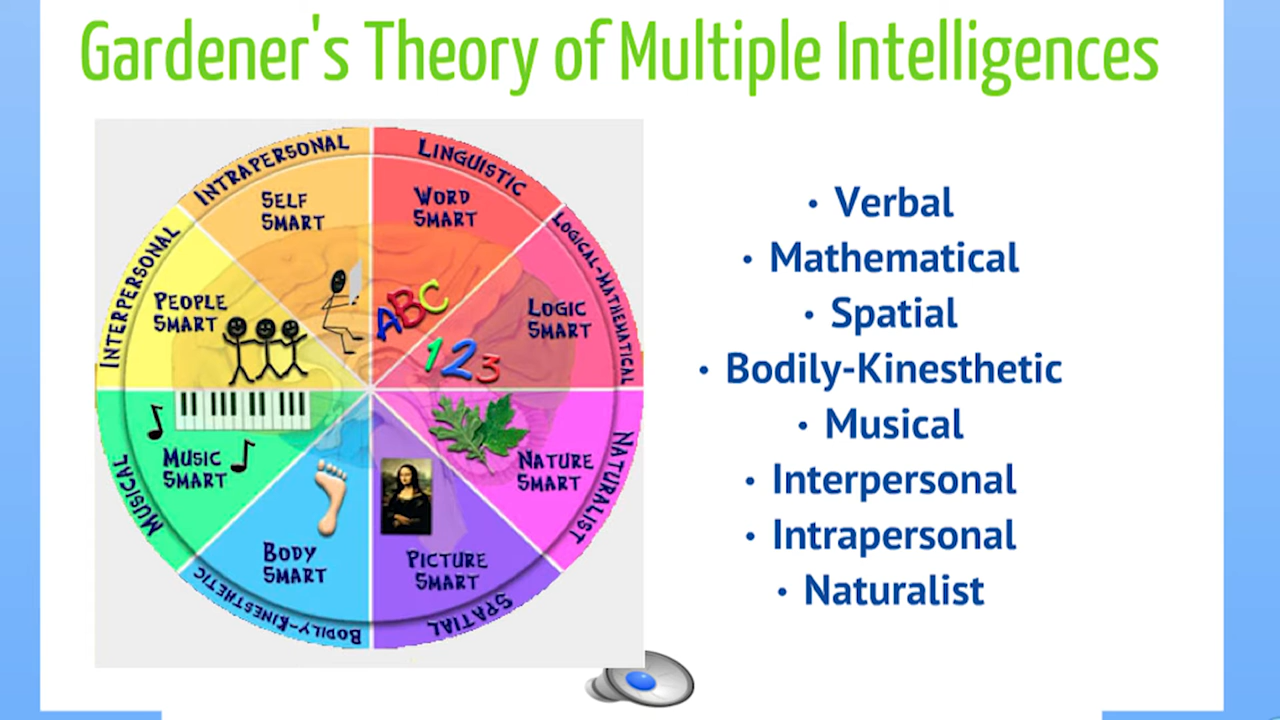 Gardener's Theory of Multiple Intelligences
INTRAPERSONAL
LINGUISTIC
SELF
SMART
WORD
SMART
INTERPERSONAL
LOGICAL-MATHEMATICAL
PEOPLE
SMART
LOGIC
SMART
ABC
123
MUSICAL
MUSIC
SMART
NATURE
SMART
NATURALIST
BODY
SMART
PICTURE
SMART
BODILY-KINESTHETIC
SPATIAL
• Verbal
• Mathematical
• Spatial
• Bodily-Kinesthetic
• Musical
• Interpersonal
• Intrapersonal
• Naturalist